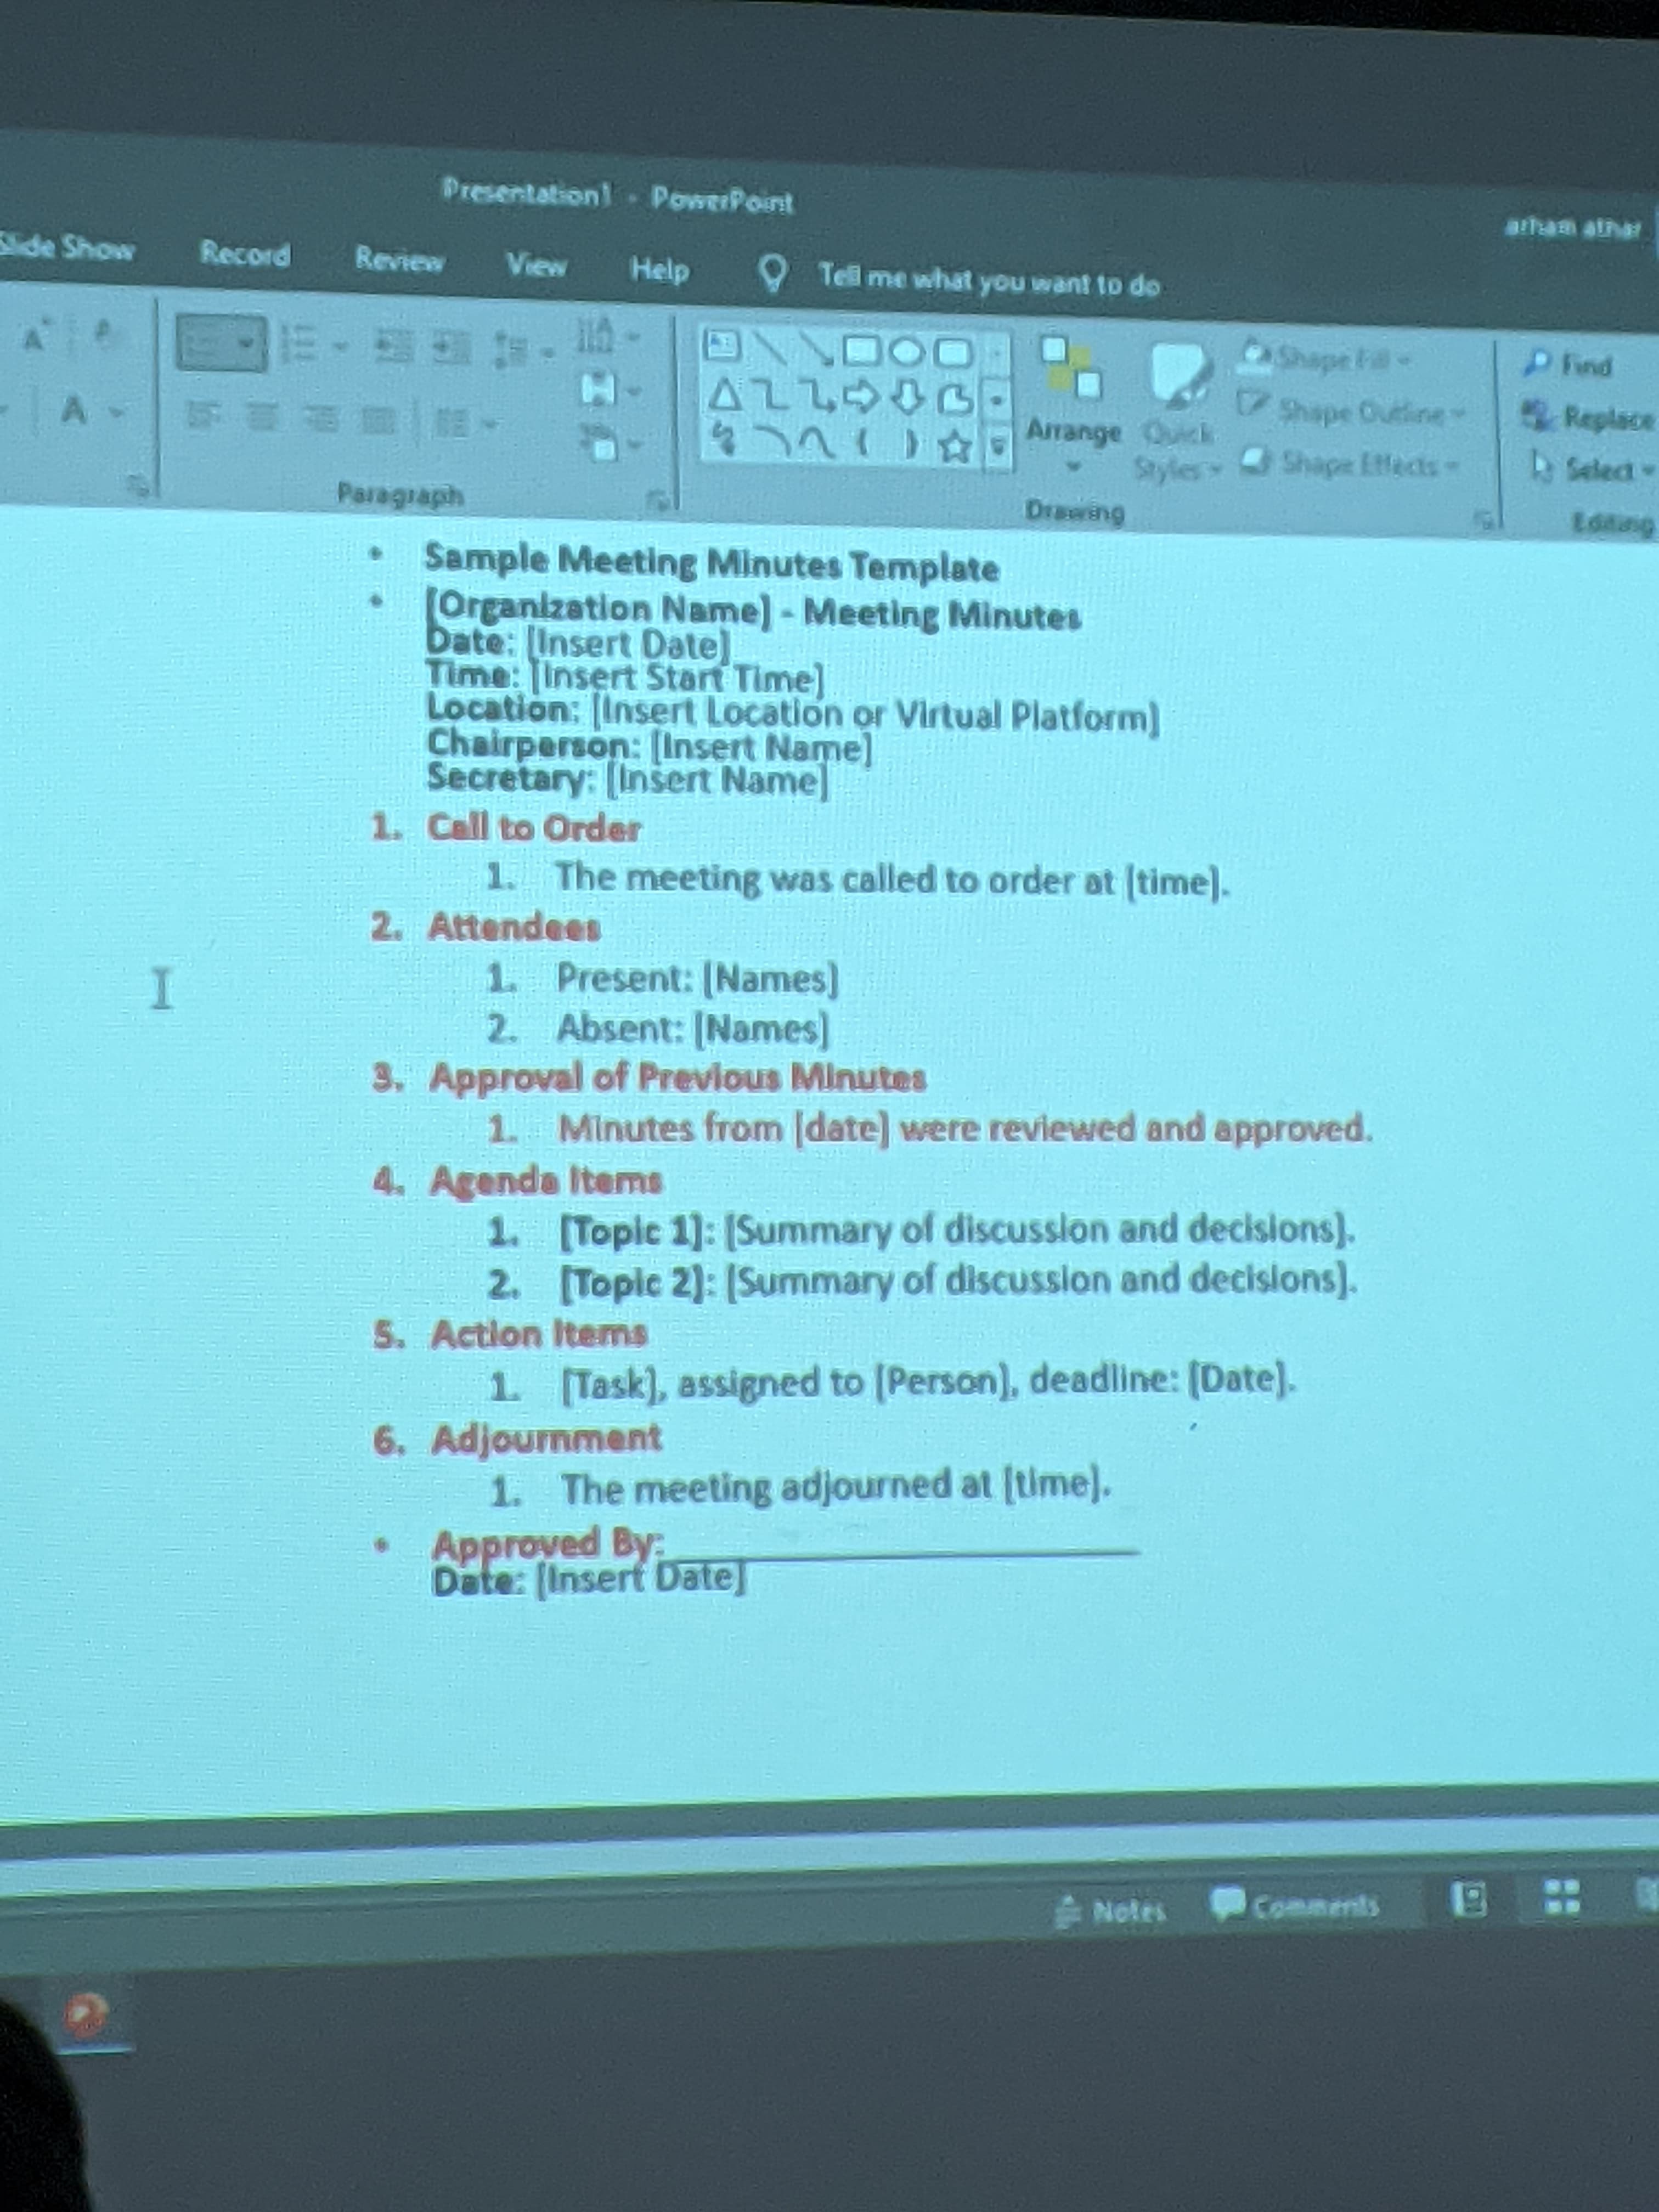 Presentation1 - PowerPoint
arham athar
Slide Show Record Review View Help Tell me what you want to do
Arrange
Quick
Styles
Shape Fill
Shape Outline
Shape Effects
Find
Replace
Select
Paragraph
Drawing
Editing
• Sample Meeting Minutes Template
• [Organization Name] - Meeting Minutes
Date: [Insert Date]
Time: [Insert Start Time]
Location: [Insert Location or Virtual Platform]
Chairperson: [Insert Name]
Secretary: [Insert Name]
1. Call to Order
1. The meeting was called to order at [time].
2. Attendees
1. Present: [Names]
2. Absent: [Names]
3. Approval of Previous Minutes
1. Minutes from [date] were reviewed and approved.
4. Agenda Items
1. [Topic 1]: [Summary of discussion and decisions].
2. [Topic 2]: [Summary of discussion and decisions].
5. Action Items
1. [Task], assigned to [Person], deadline: [Date].
6. Adjournment
1. The meeting adjourned at [time].
• Approved By: ____________________
Date: [Insert Date]
Notes Comments